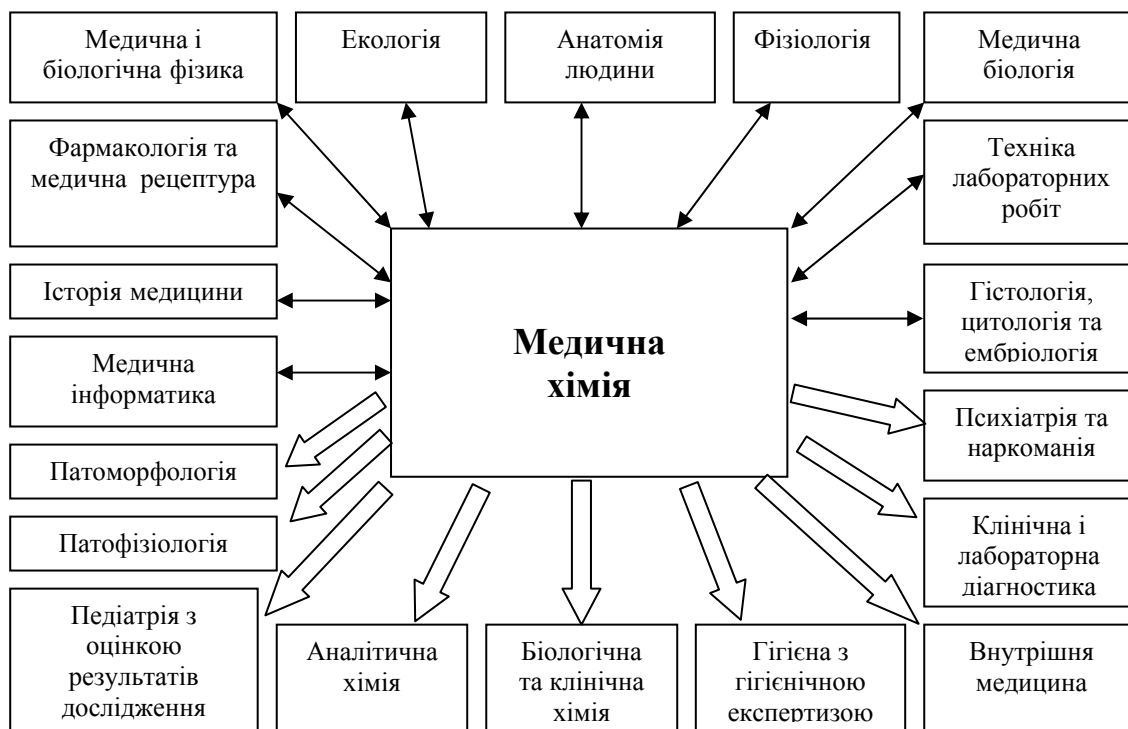 Медична і
біологічна фізика
Екологія
Анатомія
людини
Фізіологія
Медична
біологія
Фармакологія та
медична рецептура
Техніка
лабораторних
робіт
Історія медицини
Гістологія,
цитологія та
ембріологія
Медична
хімія
Медична
інформатика
Психіатрія та
наркоманія
Патоморфологія
Патофізіологія
Клінічна і
лабораторна
діагностика
Педіатрія з
оцінкою
результатів
дослідження
Аналітична
хімія
Біологічна
та клінічна
хімія
Гігієна з
гігієнічною
експертизою
Внутрішня
медицина